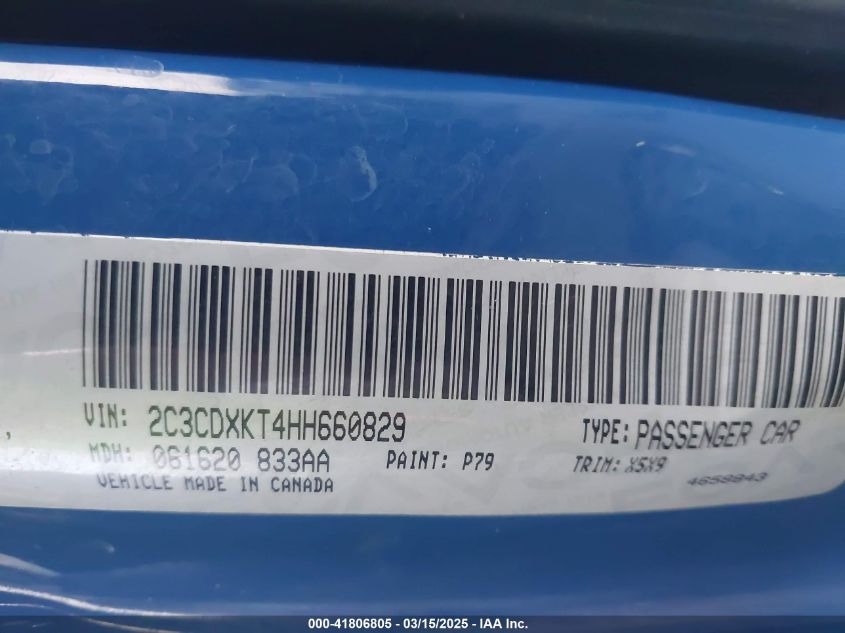 VIN: 2C3CDXKT4HH660829 TYPE: PASSENGER CAR
MDH: 061620 833AA PAINT: P79 TRIM: X5X9
VEHICLE MADE IN CANADA 4658843
000-41806805 - 03/15/2025 - IAA Inc.